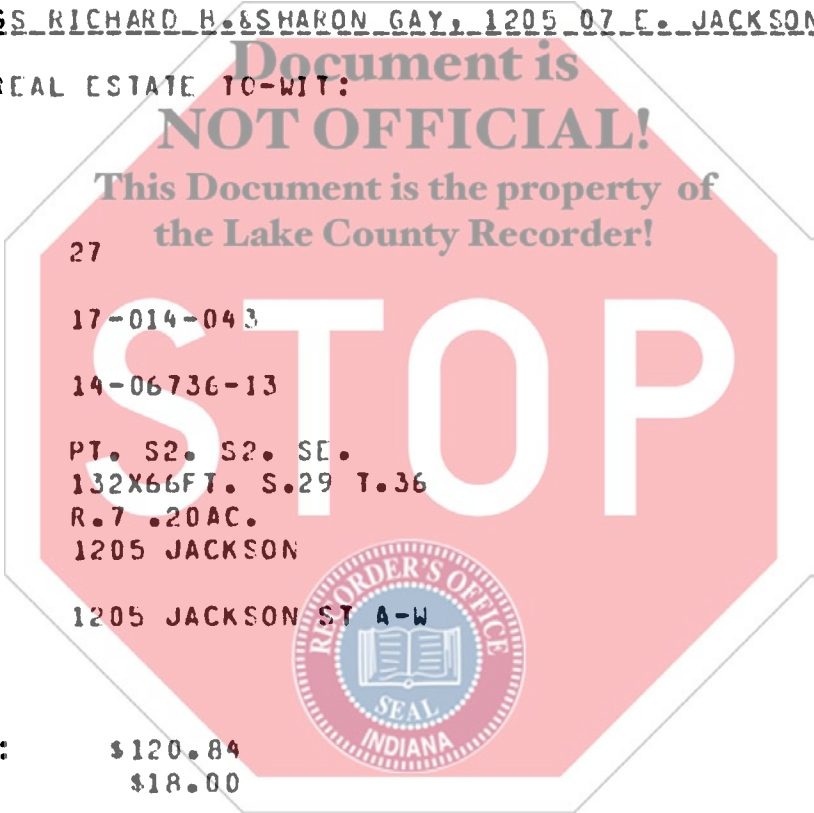 GS RICHARD H.&SHARON GAY, 1205 07 E. JACKSON
REAL ESTATE TO-WIT:
Document is
NOT OFFICIAL!
This Document is the property of
the Lake County Recorder!
27
STOP
17-014-043
14-06736-13
PT. S2. S2. SE.
132X66FT. S.29 T.36
R.7 .20AC.
1205 JACKSON
1205 JACKSON ST A-W
RECORDER'S OFFICE
SEAL
INDIANA
: $120.84
$18.00